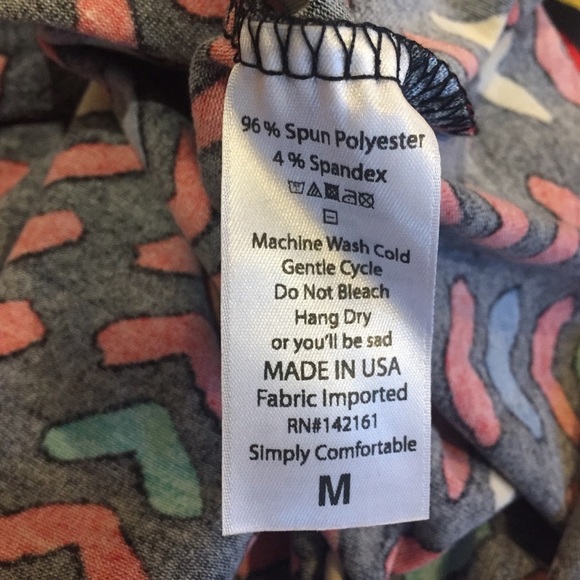 96 % Spun Polyester
4 % Spandex
Machine Wash Cold
Gentle Cycle
Do Not Bleach
Hang Dry
or you'll be sad
MADE IN USA
Fabric Imported
RN#142161
Simply Comfortable
M